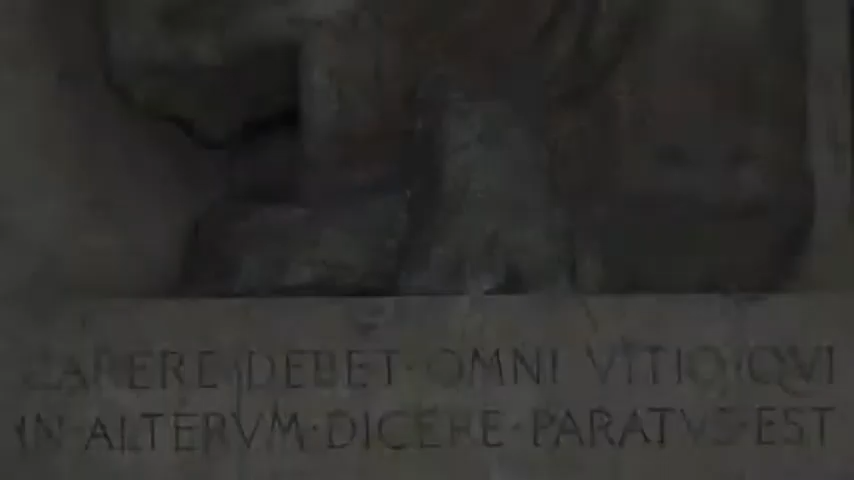 CARERE DEBET · OMNI VITIO · QVI
IN · ALTERVM · DICERE · PARATVS · EST